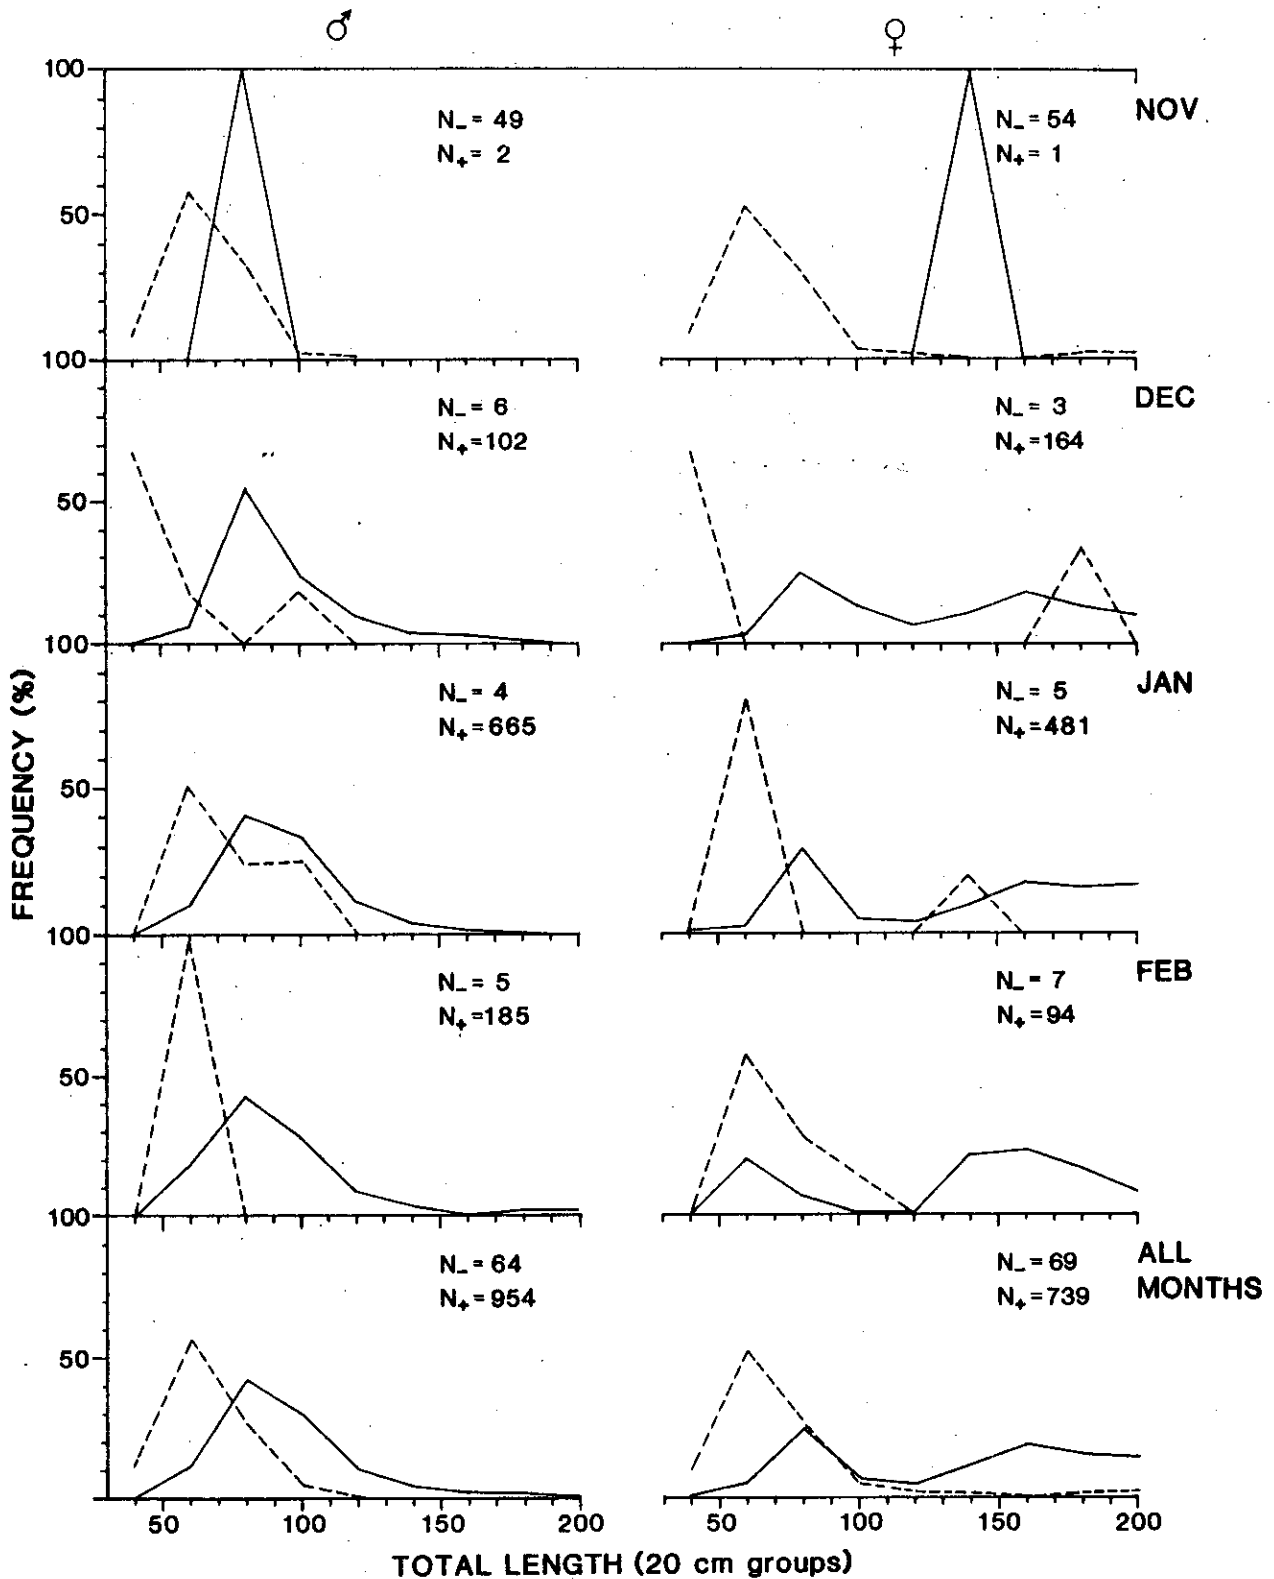 ♂ ♀
100
N₋= 49
N₊= 2
N₋= 54
N₊= 1
NOV
50
100
N₋= 6
N₊=102
N₋= 3
N₊=164
DEC
50
100
N₋= 4
N₊=665
N₋= 5
N₊=481
JAN
50
100
N₋= 5
N₊=185
N₋= 7
N₊= 94
FEB
50
100
N₋= 64
N₊=954
N₋= 69
N₊=739
ALL
MONTHS
50
FREQUENCY (%)
50 100 150 200 50 100 150 200
TOTAL LENGTH (20 cm groups)